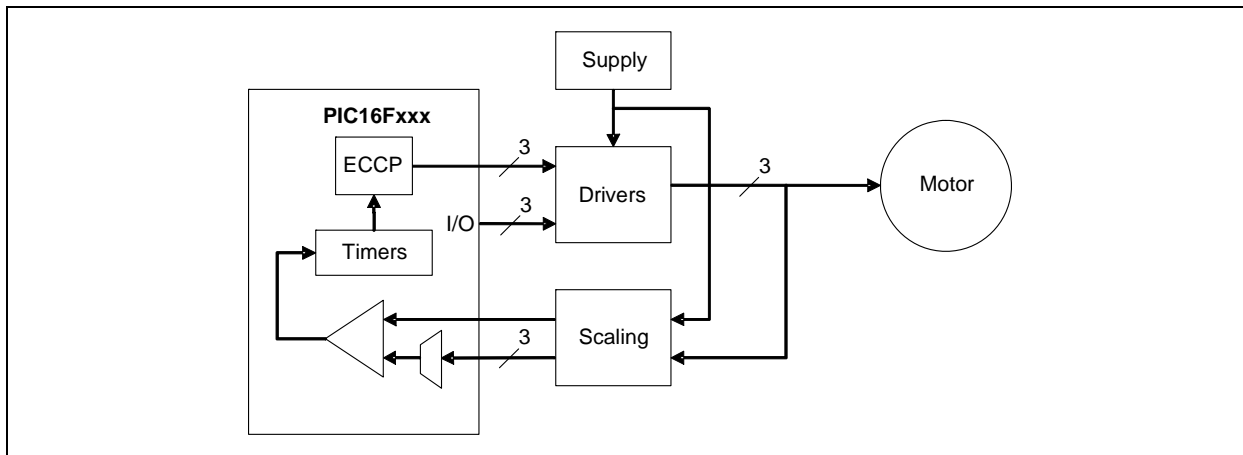 Supply
PIC16Fxxx
ECCP
3
Drivers
3
Motor
I/O
3
Timers
Scaling
3